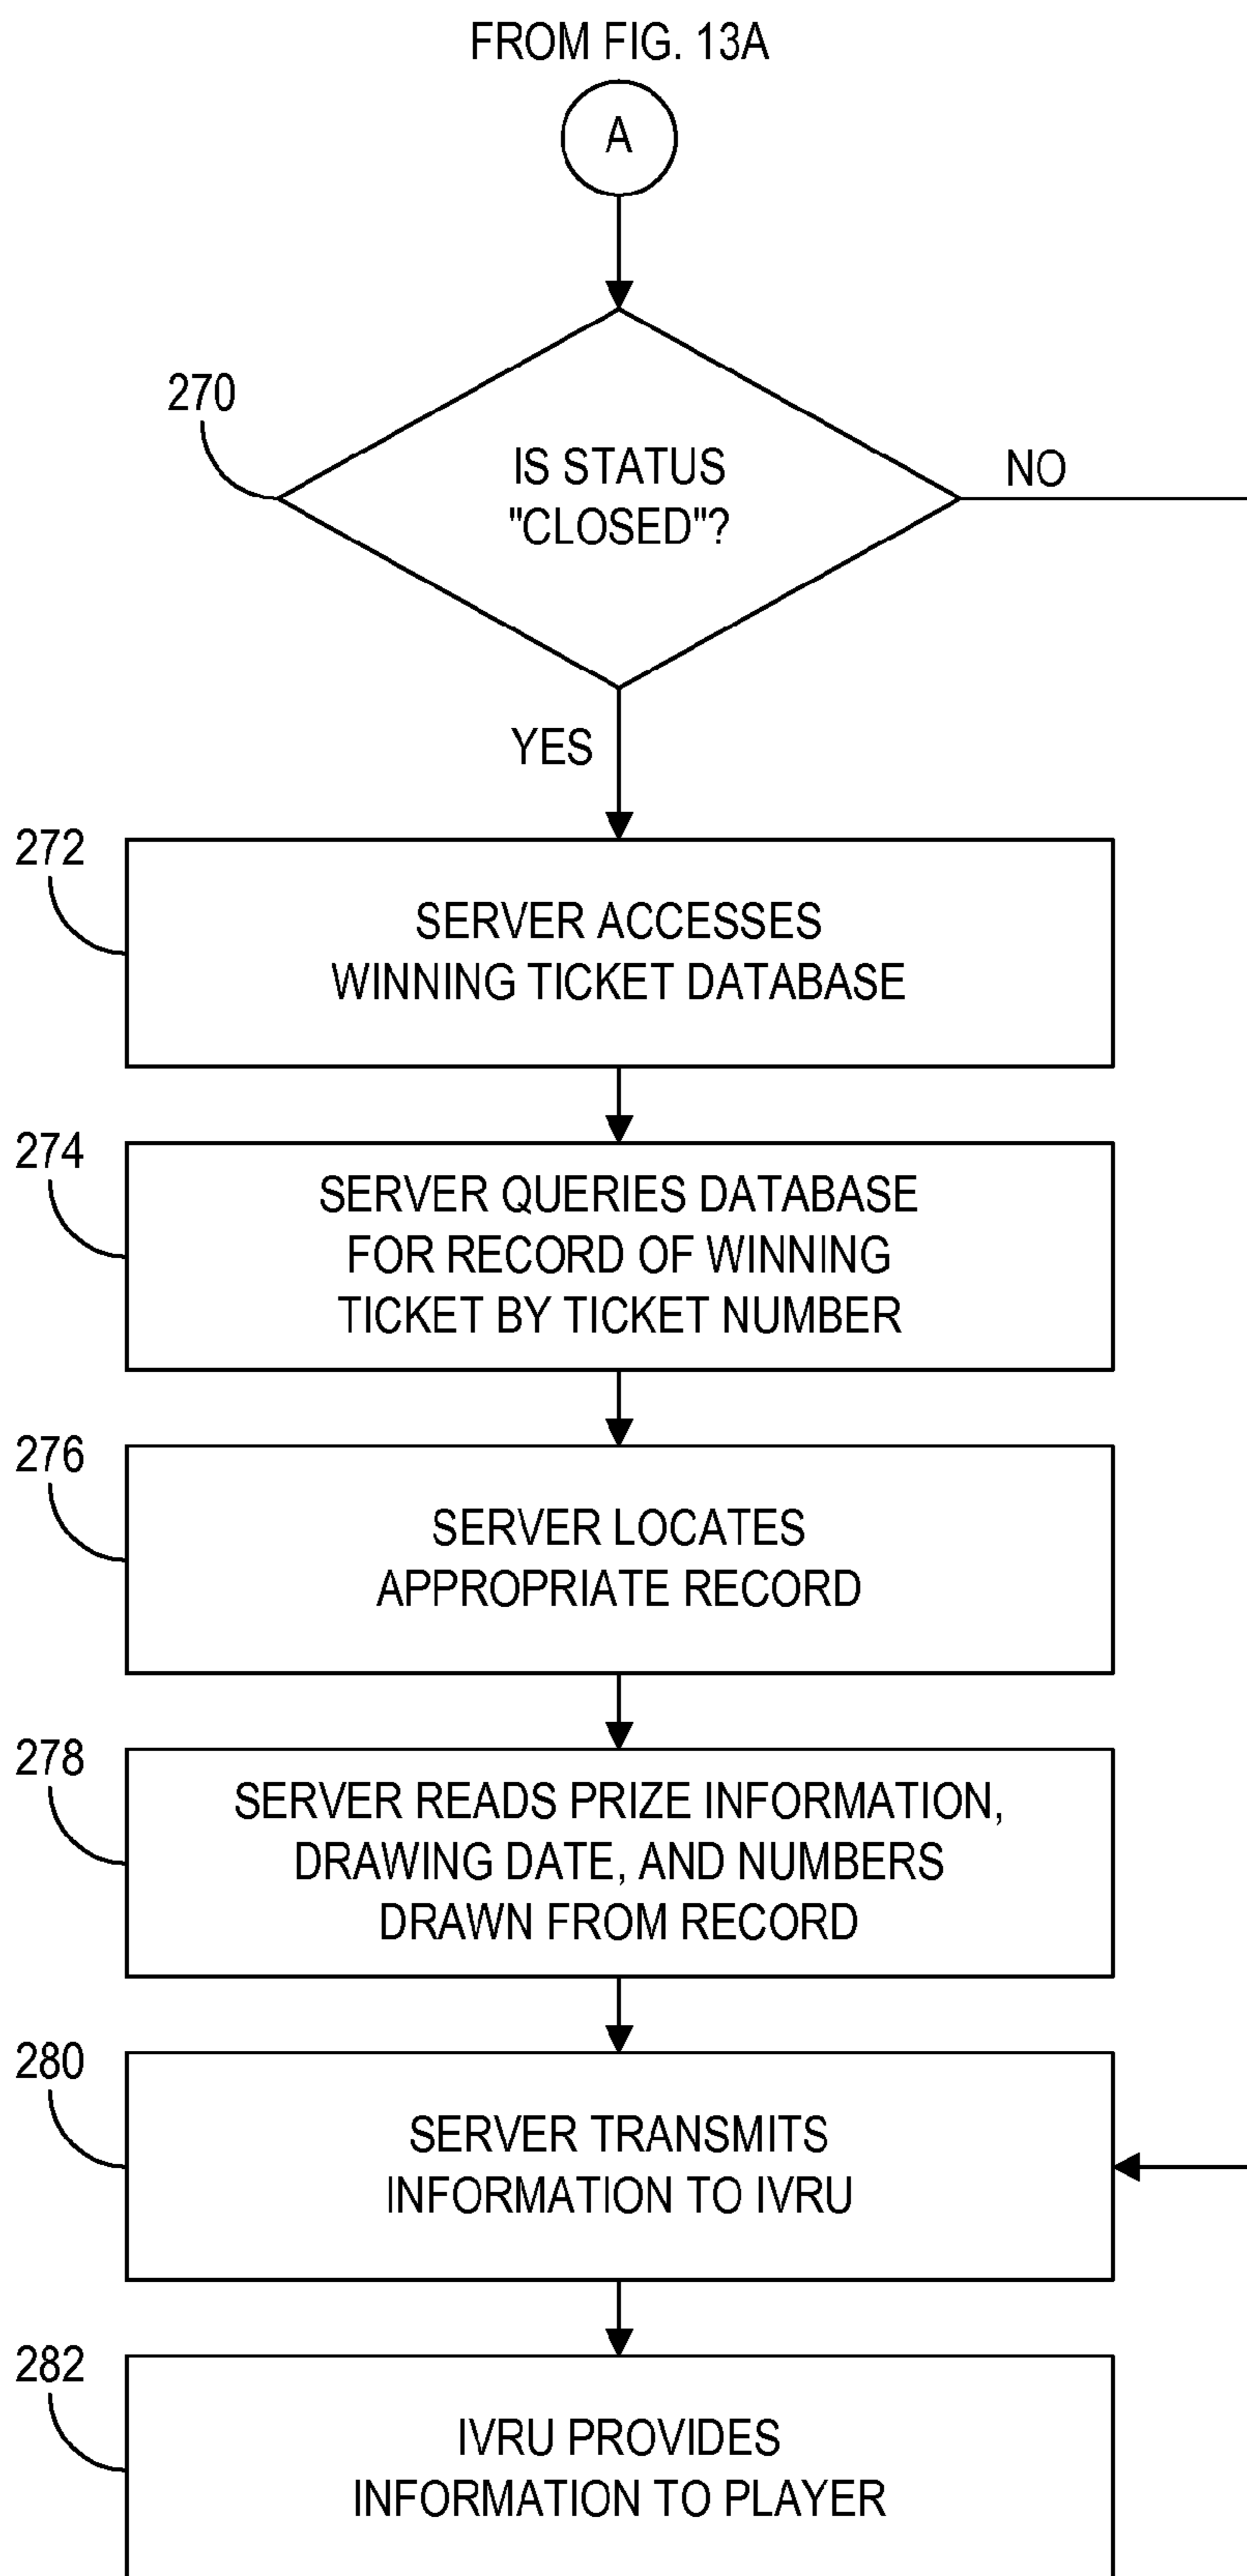 FROM FIG. 13A
A
270
IS STATUS
"CLOSED"?
NO
YES
272
SERVER ACCESSES
WINNING TICKET DATABASE
274
SERVER QUERIES DATABASE
FOR RECORD OF WINNING
TICKET BY TICKET NUMBER
276
SERVER LOCATES
APPROPRIATE RECORD
278
SERVER READS PRIZE INFORMATION,
DRAWING DATE, AND NUMBERS
DRAWN FROM RECORD
280
SERVER TRANSMITS
INFORMATION TO IVRU
282
IVRU PROVIDES
INFORMATION TO PLAYER